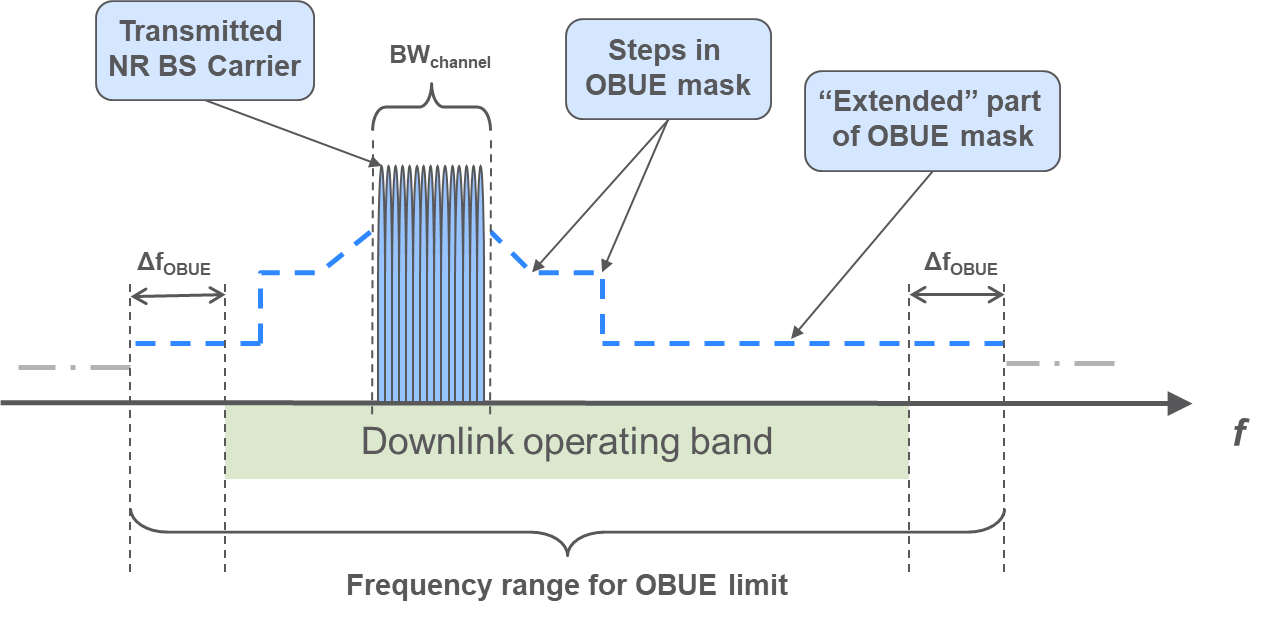 Transmitted
NR BS Carrier
BWchannel
Steps in
OBUE mask
“Extended” part
of OBUE mask
ΔfOBUE
ΔfOBUE
Downlink operating band
f
Frequency range for OBUE limit